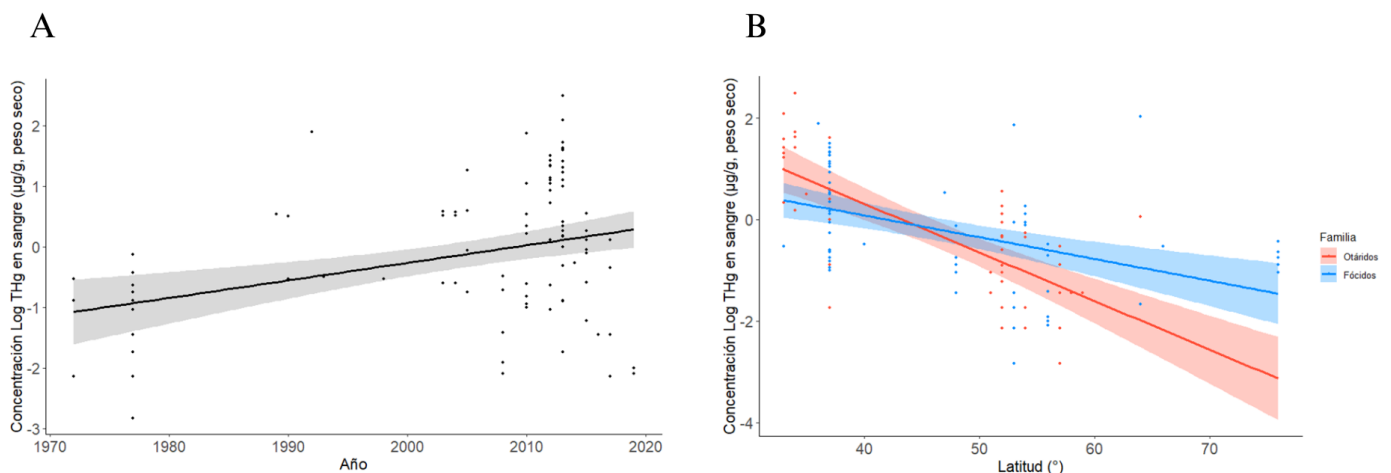 A
Concentración Log THg en sangre (µg/g, peso seco)
2
1
0
-1
-2
-3
1970
1980
1990
2000
2010
2020
Año
B
Concentración Log THg en sangre (µg/g, peso seco)
2
0
-2
-4
40
50
60
70
Latitud (°)
Familia
Otáridos
Fócidos